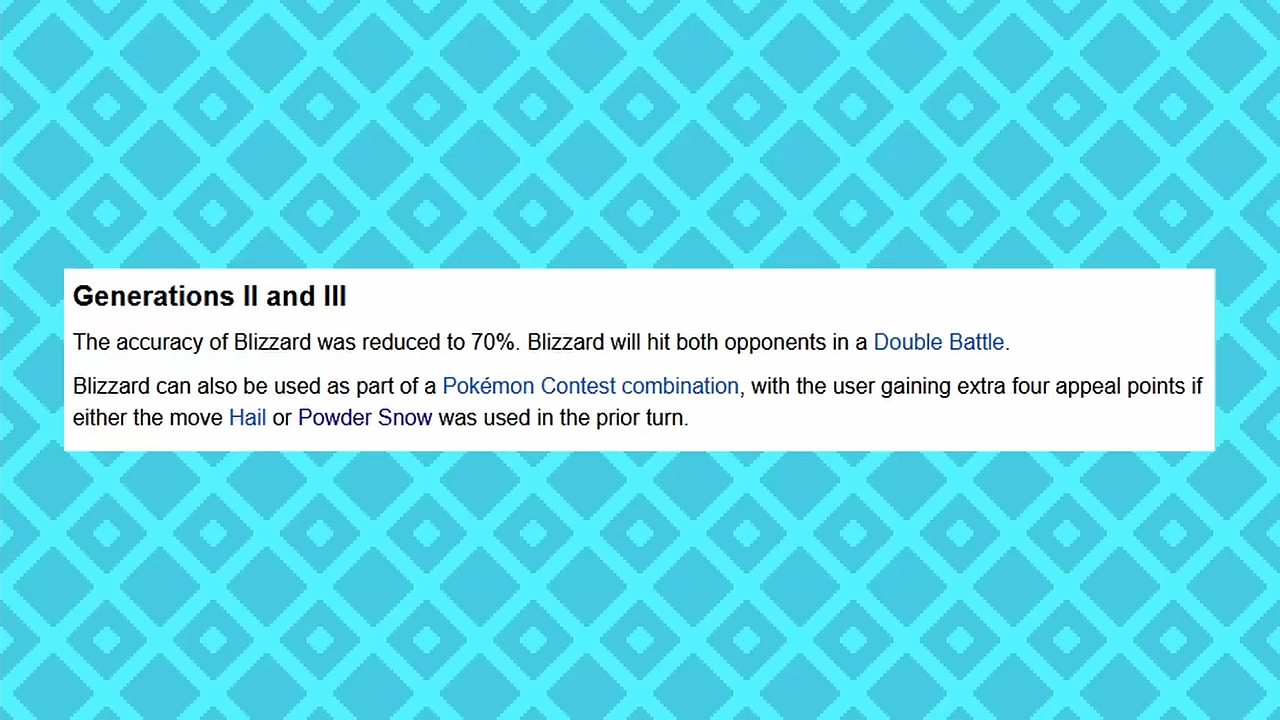 Generations II and III
The accuracy of Blizzard was reduced to 70%. Blizzard will hit both opponents in a Double Battle.
Blizzard can also be used as part of a Pokémon Contest combination, with the user gaining extra four appeal points if
either the move Hail or Powder Snow was used in the prior turn.